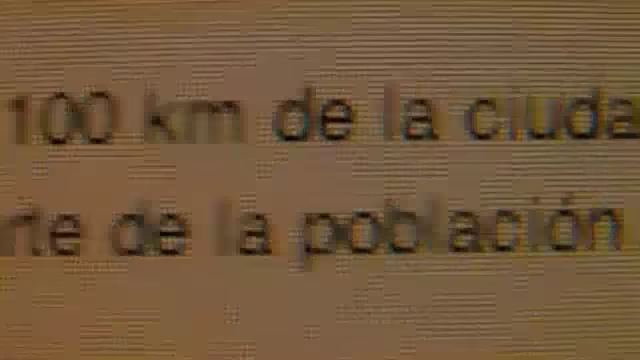 100 km de la ciuda
rte de la población